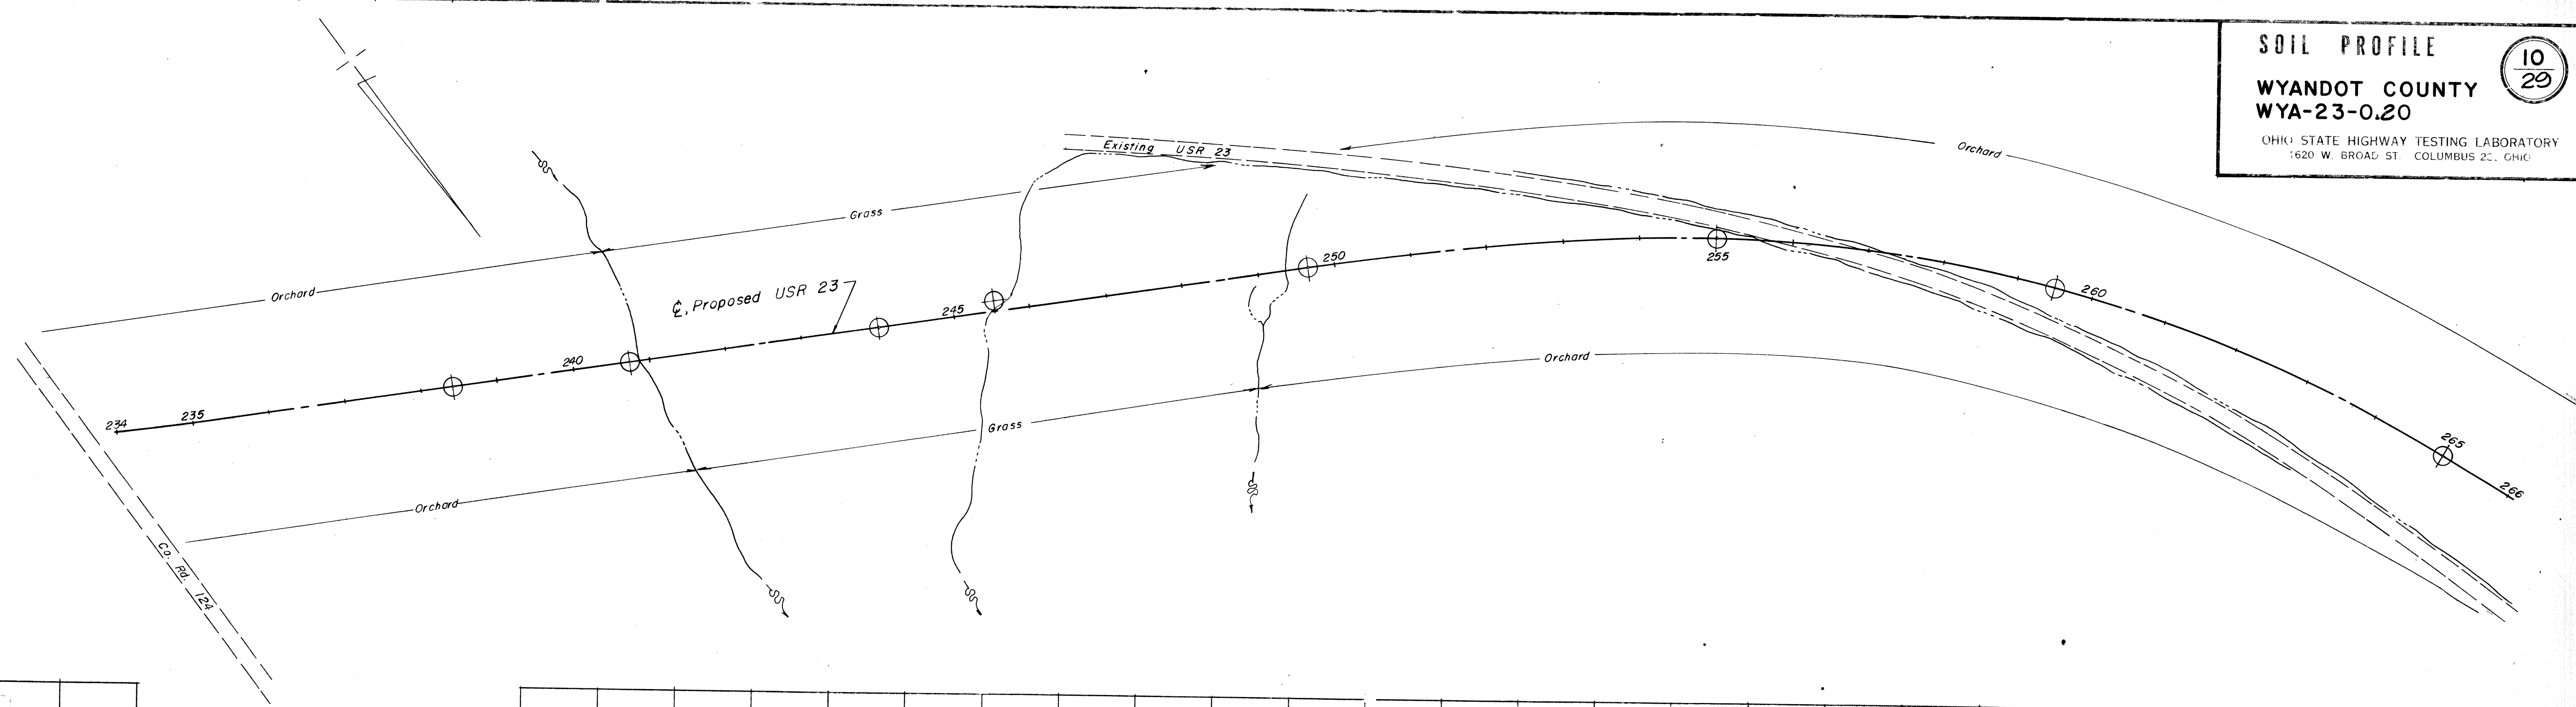 SOIL PROFILE
10
29
WYANDOT COUNTY
WYA-23-0.20
OHIO STATE HIGHWAY TESTING LABORATORY
1620 W. BROAD ST. COLUMBUS 23, OHIO
Existing USR 23
Orchard
Grass
Orchard
℄ Proposed USR 23
234
235
240
245
250
255
260
265
266
Orchard
Grass
Orchard
Co. Rd. 124